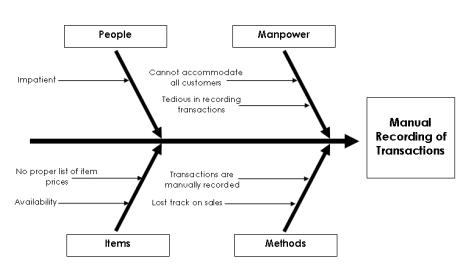 People
Manpower
Impatient
Cannot accommodate
all customers
Tedious in recording
transactions
Manual
Recording of
Transactions
No proper list of item
prices
Availability
Transactions are
manually recorded
Lost track on sales
Items
Methods